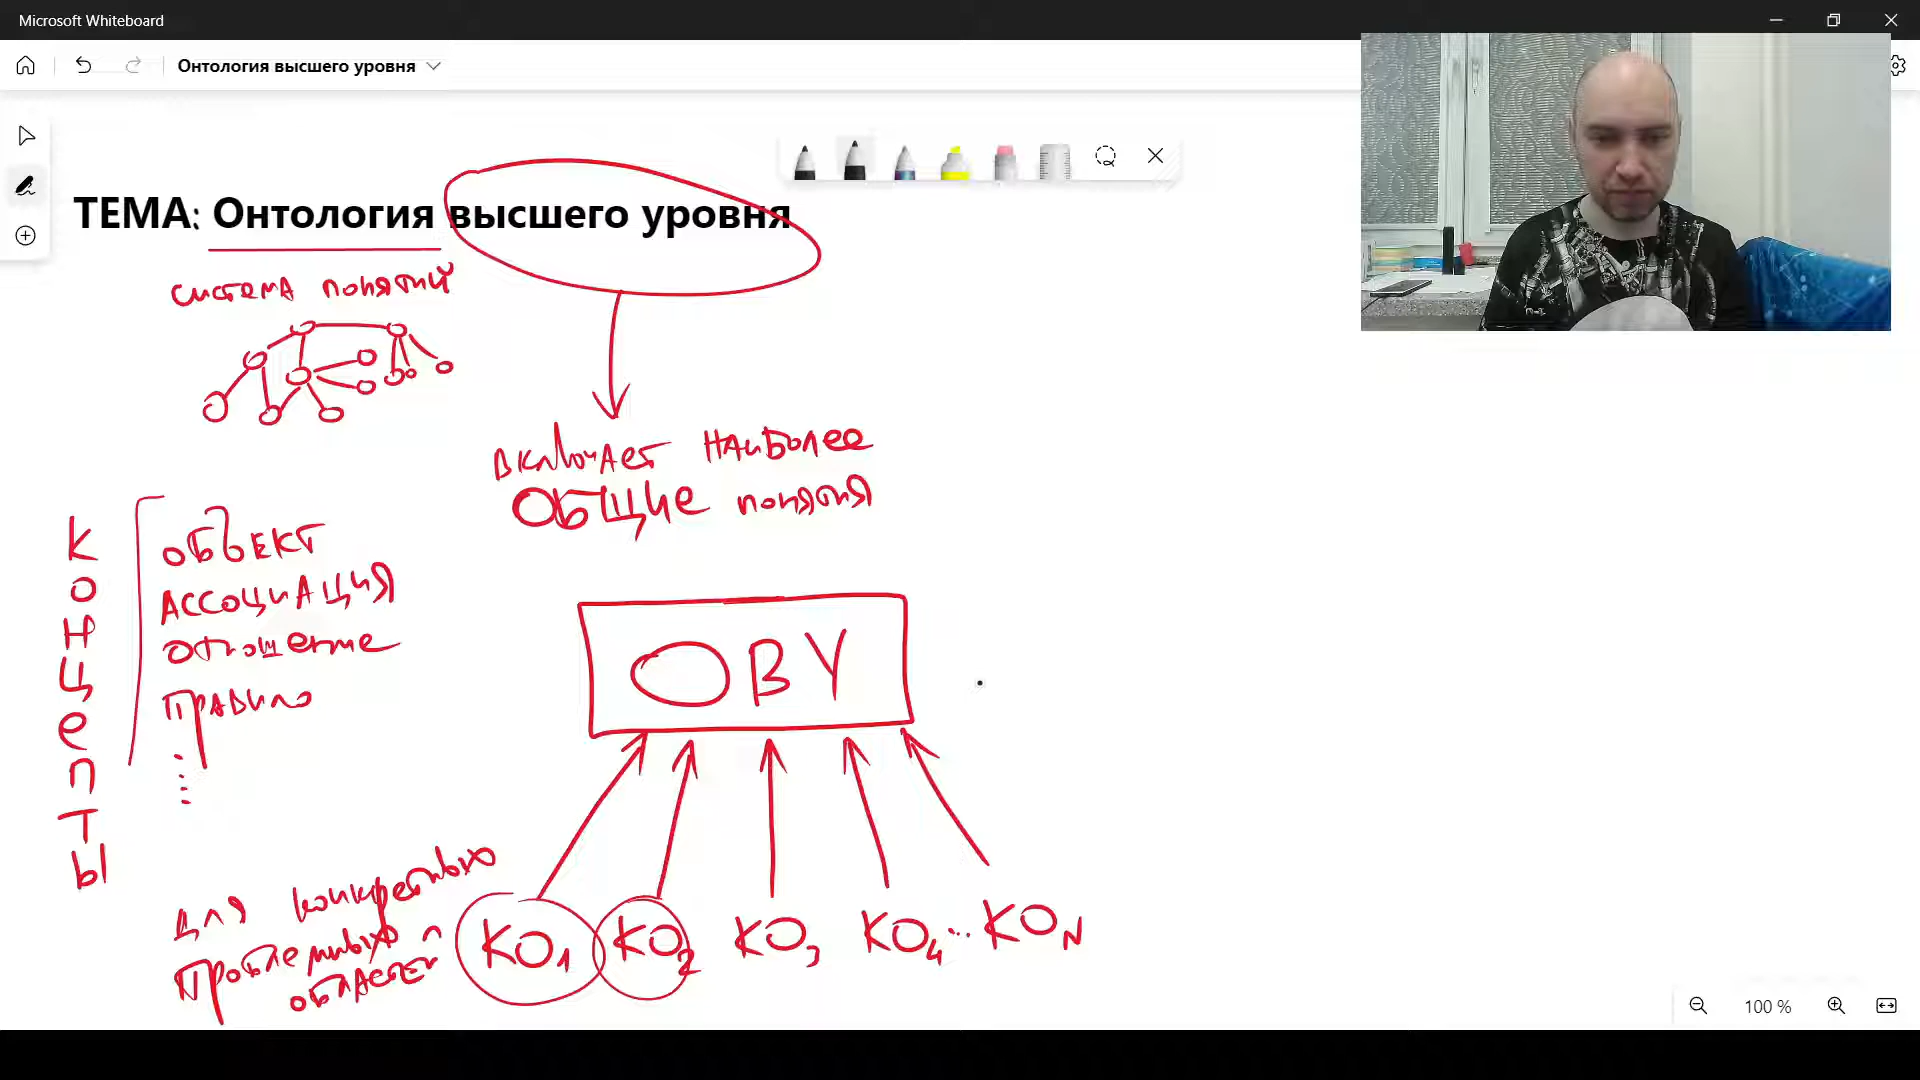 Microsoft Whiteboard
Онтология высшего уровня
ТЕМА: Онтология высшего уровня
система понятий
включает наиболее
общие понятия
концепты
объект
ассоциация
отношение
правило
ОВУ
для конкретных
проблемных
областей
КО1 КО2 КО3 КО4 ... КОN
100 %